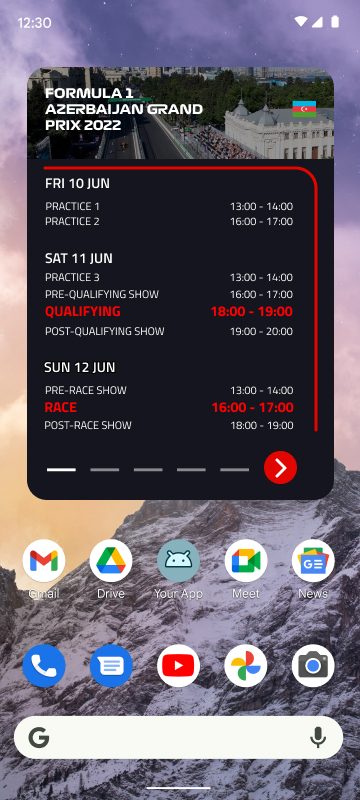 12:30
FORMULA 1
AZERBAIJAN GRAND
PRIX 2022
FRI 10 JUN
PRACTICE 1 13:00 - 14:00
PRACTICE 2 16:00 - 17:00
SAT 11 JUN
PRACTICE 3 13:00 - 14:00
PRE-QUALIFYING SHOW 16:00 - 17:00
QUALIFYING 18:00 - 19:00
POST-QUALIFYING SHOW 19:00 - 20:00
SUN 12 JUN
PRE-RACE SHOW 13:00 - 14:00
RACE 16:00 - 17:00
POST-RACE SHOW 18:00 - 19:00
Gmail Drive Your App Meet News